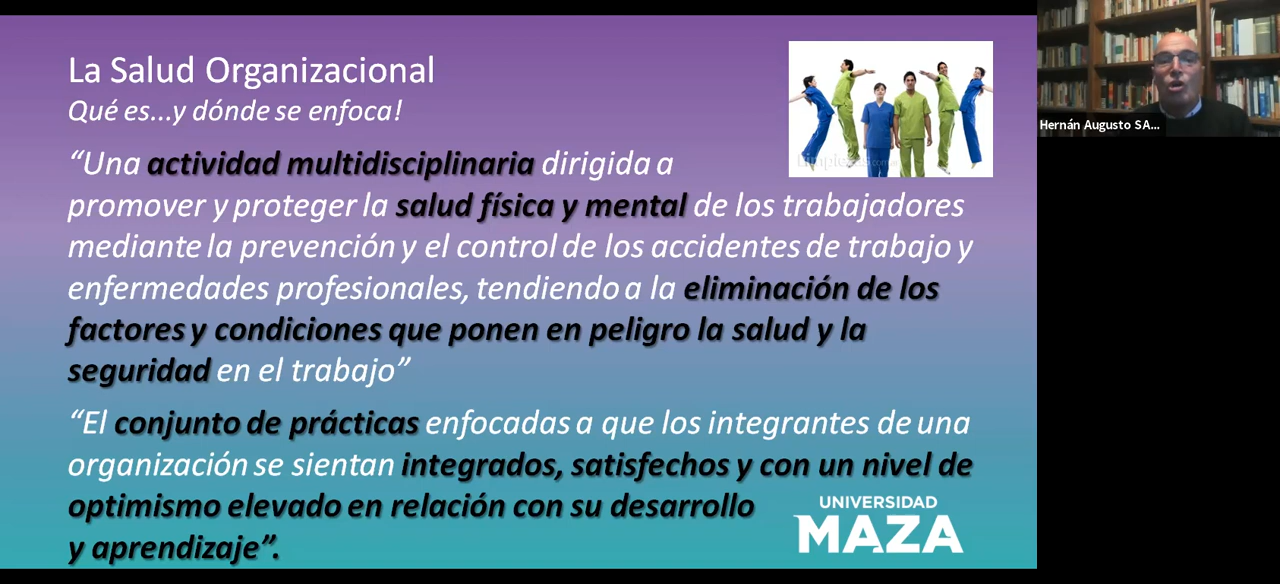 La Salud Organizacional
Qué es...y dónde se enfoca!
“Una actividad multidisciplinaria dirigida a
promover y proteger la salud física y mental de los trabajadores
mediante la prevención y el control de los accidentes de trabajo y
enfermedades profesionales, tendiendo a la eliminación de los
factores y condiciones que ponen en peligro la salud y la
seguridad en el trabajo”
“El conjunto de prácticas enfocadas a que los integrantes de una
organización se sientan integrados, satisfechos y con un nivel de
optimismo elevado en relación con su desarrollo
y aprendizaje”.
UNIVERSIDAD
MAZA
Hernán Augusto SA...